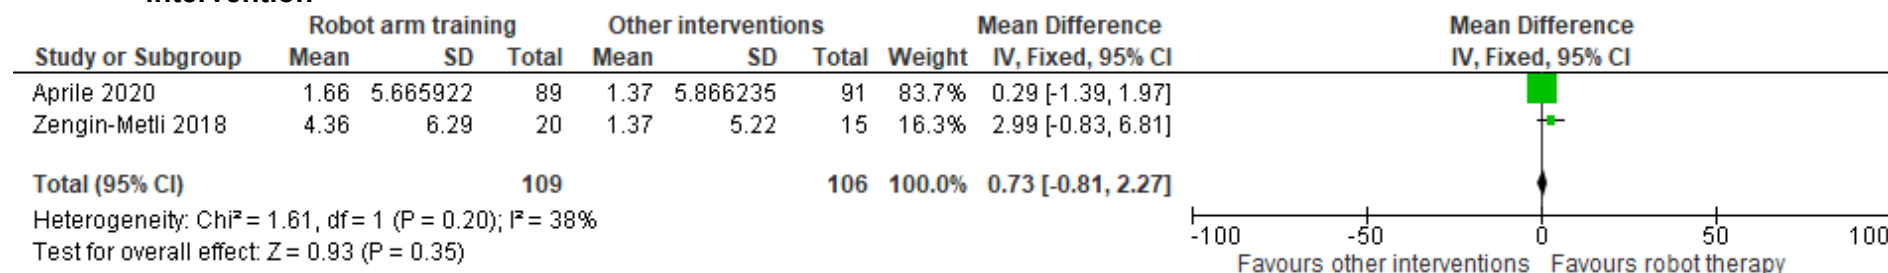 intervention
Robot arm training Other interventions Mean Difference Mean Difference
Study or Subgroup Mean SD Total Mean SD Total Weight IV, Fixed, 95% CI IV, Fixed, 95% CI
Aprile 2020 1.66 5.665922 89 1.37 5.866235 91 83.7% 0.29 [-1.39, 1.97]
Zengin-Metli 2018 4.36 6.29 20 1.37 5.22 15 16.3% 2.99 [-0.83, 6.81]
Total (95% CI) 109 106 100.0% 0.73 [-0.81, 2.27]
Heterogeneity: Chi² = 1.61, df = 1 (P = 0.20); I² = 38%
Test for overall effect: Z = 0.93 (P = 0.35)
-100 -50 0 50 100
Favours other interventions Favours robot therapy